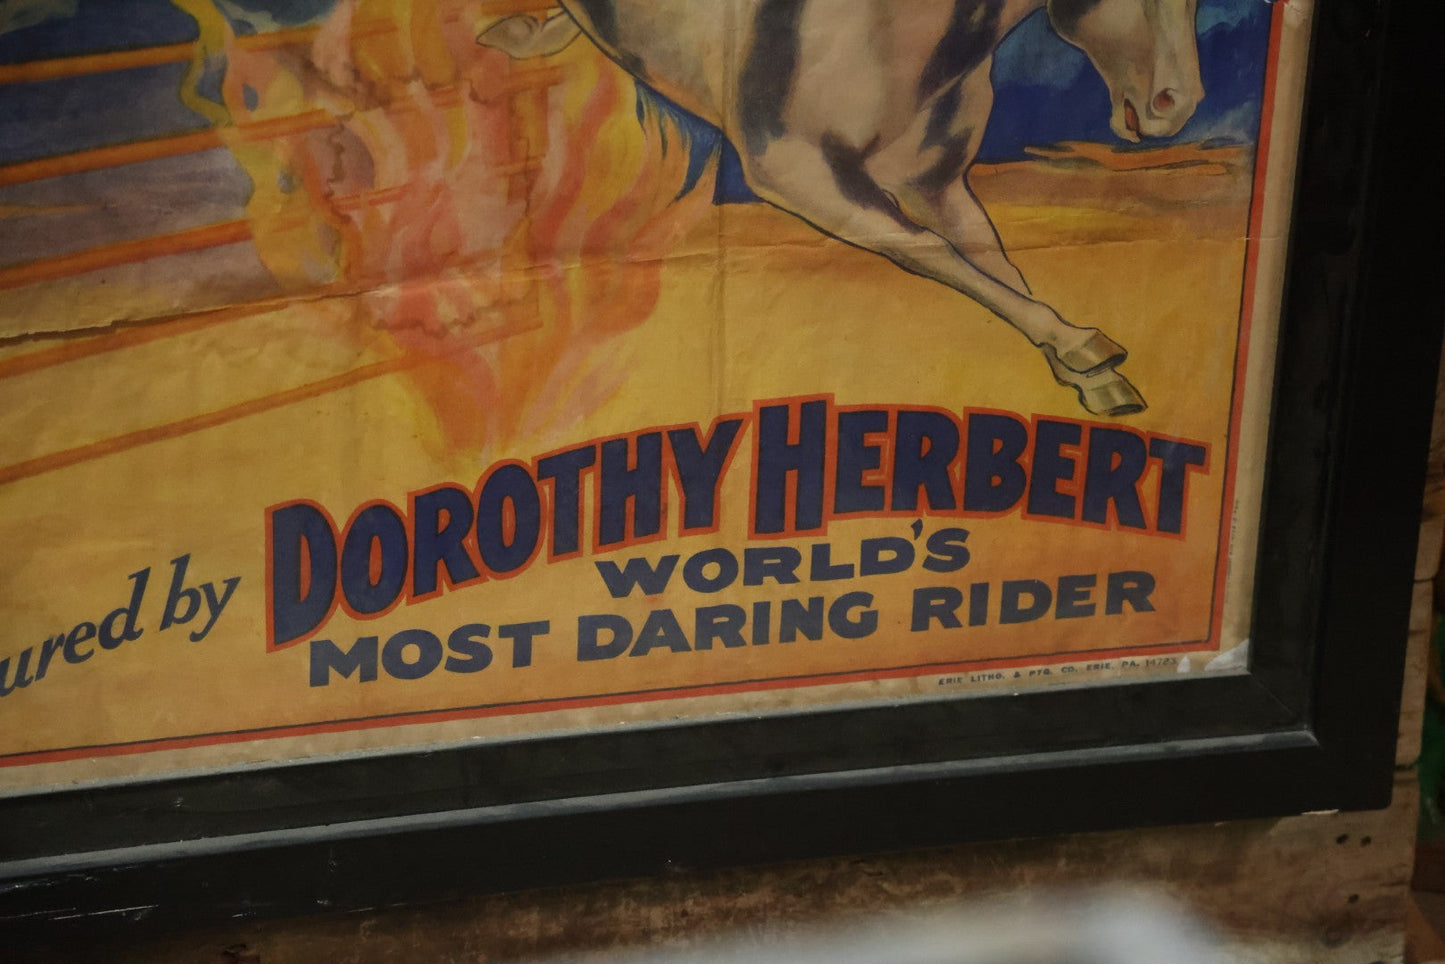 ured by DOROTHY HERBERT
WORLD'S
MOST DARING RIDER
ERIE LITHO. & PTG. CO. ERIE, PA.